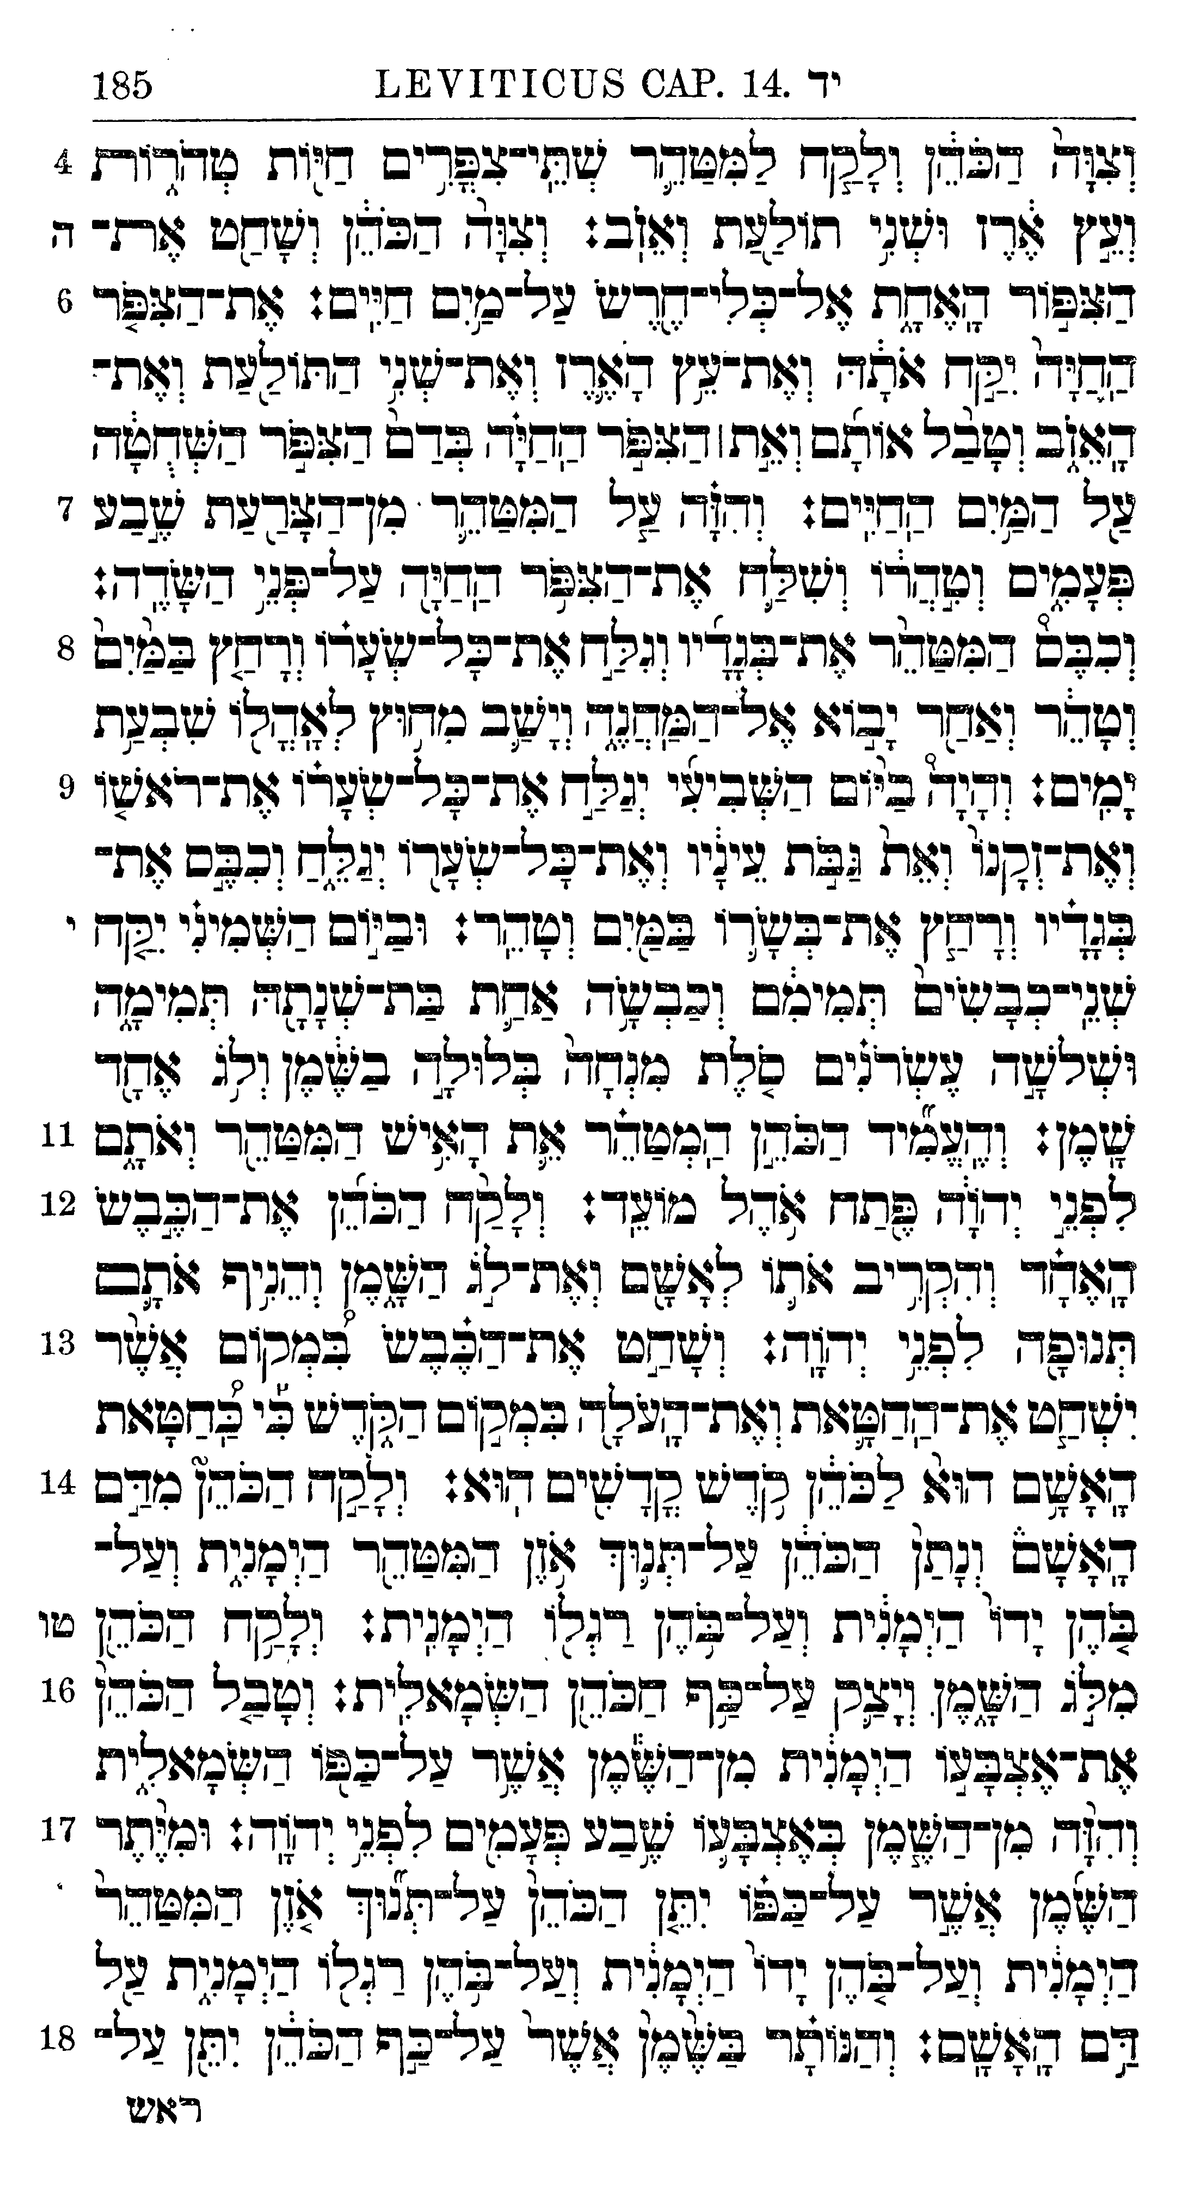 185 LEVITICUS CAP. 14. יד
4 וְצִוָּה֙ הַכֹּהֵ֔ן וְלָקַ֧ח לַמִּטַּהֵ֛ר שְׁתֵּֽי־צִפֳּרִ֥ים חַיּ֖וֹת טְהֹר֑וֹת
ה וְעֵ֣ץ אֶ֔רֶז וּשְׁנִ֥י תוֹלַ֖עַת וְאֵזֹֽב׃ וְצִוָּה֙ הַכֹּהֵ֔ן וְשָׁחַ֖ט אֶת־
6 הַצִּפּ֣וֹר הָֽאֶחָ֑ת אֶל־כְּלִי־חֶ֖רֶשׂ עַל־מַ֥יִם חַיִּֽים׃ אֶת־הַצִּפֹּ֤ר
הַֽחַיָּה֙ יִקַּ֣ח אֹתָ֔הּ וְאֶת־עֵ֥ץ הָאֶ֛רֶז וְאֶת־שְׁנִ֥י הַתּוֹלַ֖עַת וְאֶת־
הָֽאֵזֹ֑ב וְטָבַ֨ל אוֹתָ֜ם וְאֵ֣ת ׀ הַצִּפֹּ֣ר הַֽחַיָּ֗ה בְּדַם֙ הַצִּפֹּ֣ר הַשְּׁחֻטָ֔ה
7 עַ֖ל הַמַּ֥יִם הַֽחַיִּֽים׃ וְהִזָּ֗ה עַ֧ל הַמִּטַּהֵ֛ר מִן־הַצָּרַ֖עַת שֶׁ֣בַע
פְּעָמִ֑ים וְטִ֣הֲר֔וֹ וְשִׁלַּ֛ח אֶת־הַצִּפֹּ֥ר הַֽחַיָּ֖ה עַל־פְּנֵ֥י הַשָּׂדֶֽה׃
8 וְכִבֶּס֩ הַמִּטַּהֵ֨ר אֶת־בְּגָדָ֜יו וְגִלַּ֣ח אֶת־כָּל־שְׂעָר֗וֹ וְרָחַ֤ץ בַּמַּ֙יִם֙
וְטָהֵ֔ר וְאַחַ֖ר יָב֣וֹא אֶל־הַֽמַּחֲנֶ֑ה וְיָשַׁ֛ב מִח֥וּץ לְאָֽהֳל֖וֹ שִׁבְעַ֥ת
9 יָמִֽים׃ וְהָיָה֩ בַיּ֨וֹם הַשְּׁבִיעִ֜י יְגַלַּ֣ח אֶת־כָּל־שְׂעָר֗וֹ אֶת־רֹאשׁ֤וֹ
וְאֶת־זְקָנוֹ֙ וְאֵת֙ גַּבֹּ֣ת עֵינָ֔יו וְאֶת־כָּל־שְׂעָר֖וֹ יְגַלֵּ֑חַ וְכִבֶּ֣ס אֶת־
י בְּגָדָ֗יו וְרָחַ֧ץ אֶת־בְּשָׂר֛וֹ בַּמַּ֖יִם וְטָהֵֽר׃ וּבַיּ֣וֹם הַשְּׁמִינִ֗י יִקַּ֤ח
שְׁנֵֽי־כְבָשִׂים֙ תְּמִימִ֔ם וְכַבְשָׂ֥ה אַחַ֛ת בַּת־שְׁנָתָ֖הּ תְּמִימָ֑ה
וּשְׁלֹשָׁ֣ה עֶשְׂרֹנִ֗ים סֹ֤לֶת מִנְחָה֙ בְּלוּלָ֣ה בַשֶּׁ֔מֶן וְלֹ֥ג אֶחָ֖ד
11 שָֽׁמֶן׃ וְהֶֽעֱמִ֞יד הַכֹּהֵ֣ן הַֽמְטַהֵ֗ר אֵ֛ת הָאִ֥ישׁ הַמִּטַּהֵ֖ר וְאֹתָ֑ם
12 לִפְנֵ֣י יְהוָ֔ה פֶּ֖תַח אֹ֥הֶל מוֹעֵֽד׃ וְלָקַ֨ח הַכֹּהֵ֜ן אֶת־הַכֶּ֣בֶשׂ
הָֽאֶחָ֗ד וְהִקְרִ֥יב אֹת֛וֹ לְאָשָׁ֖ם וְאֶת־לֹ֣ג הַשָּׁ֑מֶן וְהֵנִ֥יף אֹתָ֛ם
13 תְּנוּפָ֖ה לִפְנֵ֥י יְהוָֽה׃ וְשָׁחַ֣ט אֶת־הַכֶּ֗בֶשׂ בִּ֠מְקוֹם אֲשֶׁ֨ר
יִשְׁחַ֧ט אֶת־הַֽחַטָּ֛את וְאֶת־הָֽעֹלָ֖ה בִּמְק֣וֹם הַקֹּ֑דֶשׁ כִּ֡י כַּ֠חַטָּאת
14 הָֽאָשָׁ֥ם הוּא֙ לַכֹּהֵ֔ן קֹ֥דֶשׁ קָֽדָשִׁ֖ים הֽוּא׃ וְלָקַ֣ח הַכֹּהֵן֮ מִדַּ֣ם
הָֽאָשָׁם֒ וְנָתַן֙ הַכֹּהֵ֔ן עַל־תְּנ֛וּךְ אֹ֥זֶן הַמִּטַּהֵ֖ר הַיְמָנִ֑ית וְעַל־
טו בֹּ֤הֶן יָדוֹ֙ הַיְמָנִ֔ית וְעַל־בֹּ֥הֶן רַגְל֖וֹ הַיְמָנִֽית׃ וְלָקַ֥ח הַכֹּהֵ֖ן
16 מִלֹּ֣ג הַשָּׁ֑מֶן וְיָצַ֛ק עַל־כַּ֥ף הַכֹּהֵ֖ן הַשְּׂמָאלִֽית׃ וְטָבַ֤ל הַכֹּהֵן֙
אֶת־אֶצְבָּע֣וֹ הַיְמָנִ֔ית מִן־הַשֶּׁ֕מֶן אֲשֶׁ֥ר עַל־כַּפּ֖וֹ הַשְּׂמָאלִ֑ית
17 וְהִזָּ֨ה מִן־הַשֶּׁ֧מֶן בְּאֶצְבָּע֛וֹ שֶׁ֥בַע פְּעָמִ֖ים לִפְנֵ֥י יְהוָֽה׃ וּמִיֶּ֨תֶר
הַשֶּׁ֜מֶן אֲשֶׁ֣ר עַל־כַּפּ֗וֹ יִתֵּ֤ן הַכֹּהֵן֙ עַל־תְּנ֞וּךְ אֹ֤זֶן הַמִּטַּהֵר֙
הַיְמָנִ֔ית וְעַל־בֹּ֤הֶן יָדוֹ֙ הַיְמָנִ֔ית וְעַל־בֹּ֥הֶן רַגְל֖וֹ הַיְמָנִ֑ית עַ֖ל
18 דַּ֥ם הָֽאָשָֽׁם׃ וְהַנּוֹתָ֗ר בַּשֶּׁ֙מֶן֙ אֲשֶׁר֙ עַל־כַּ֣ף הַכֹּהֵ֔ן יִתֵּ֖ן עַל־
ראש